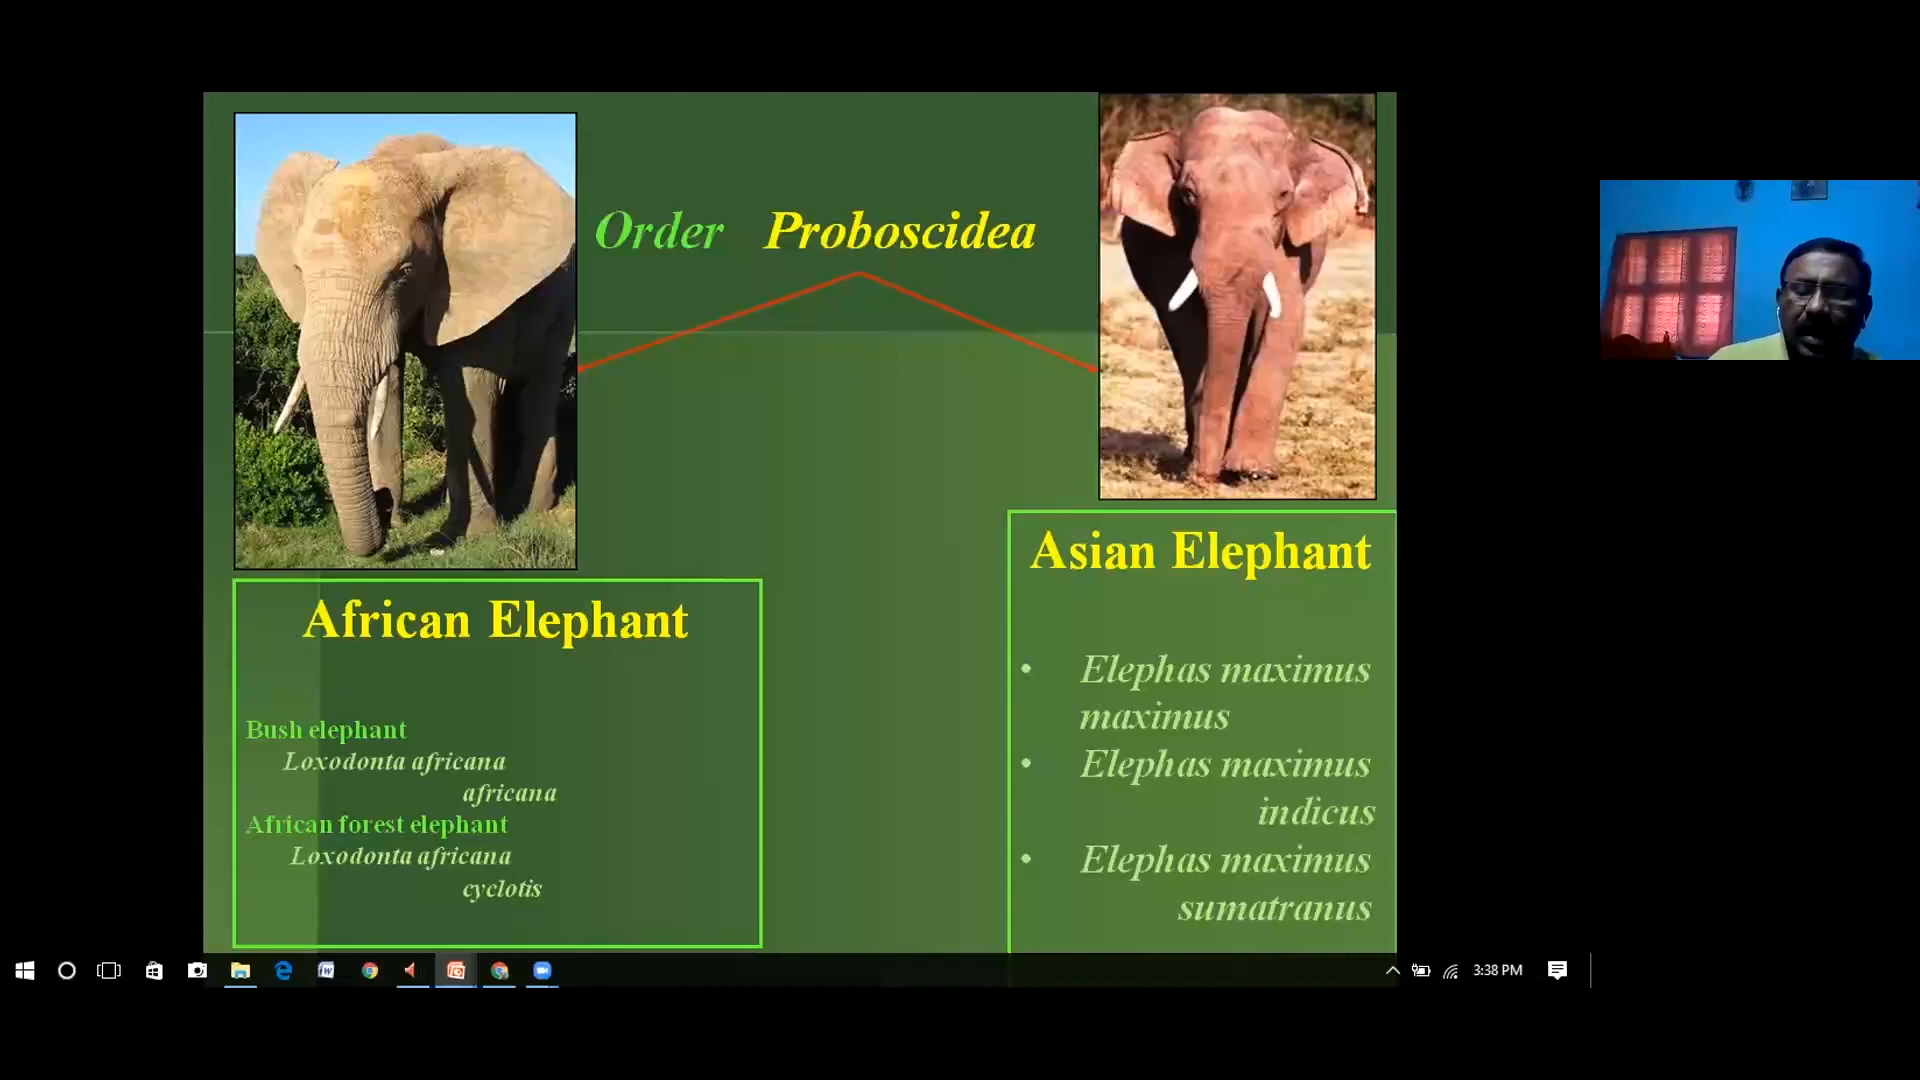 Order Proboscidea
African Elephant
Bush elephant
Loxodonta africana
africana
African forest elephant
Loxodonta africana
cyclotis
Asian Elephant
• Elephas maximus
maximus
• Elephas maximus
indicus
• Elephas maximus
sumatranus
3:38 PM